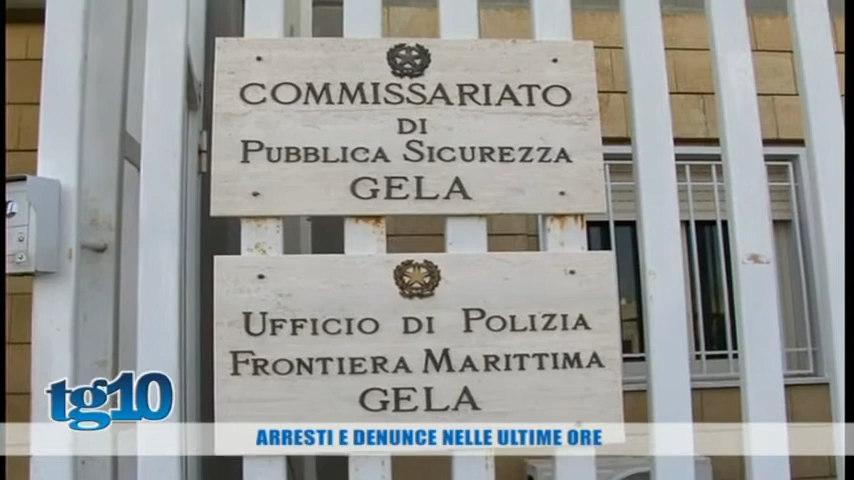 COMMISSARIATO
DI
PUBBLICA SICUREZZA
GELA
UFFICIO DI POLIZIA
FRONTIERA MARITTIMA
GELA
tg10
ARRESTI E DENUNCE NELLE ULTIME ORE